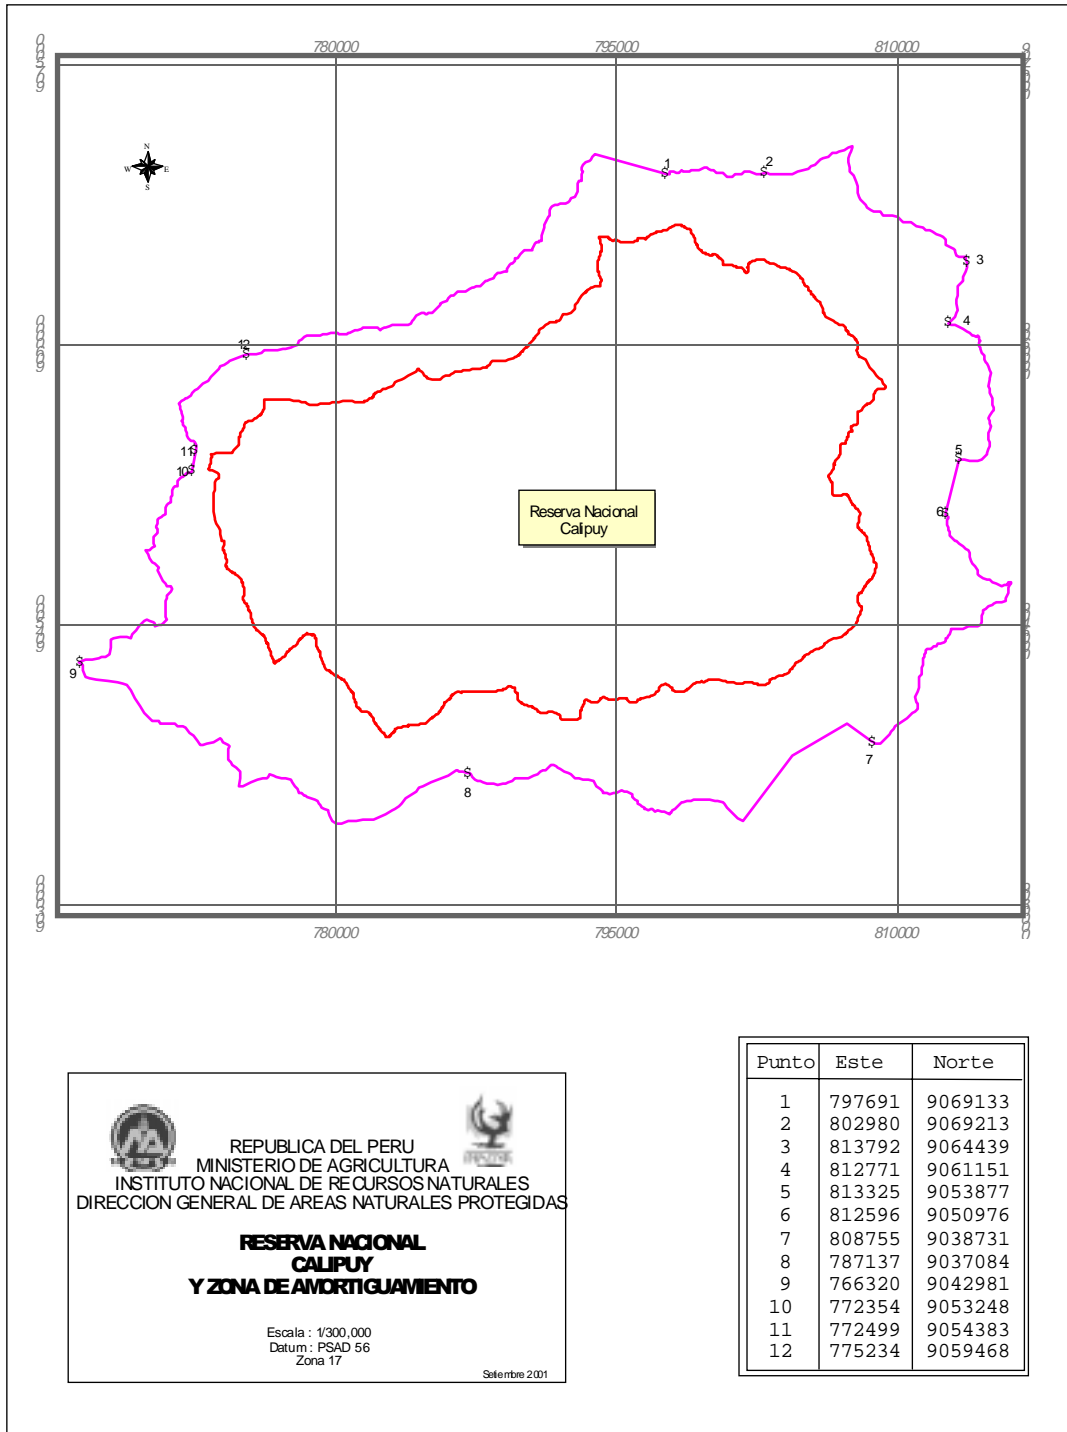 780000 795000 810000
N
W E
S
1
2
3
4
12
5
11
10
6
Reserva Nacional
Calipuy
9
7
8
780000 795000 810000
REPUBLICA DEL PERU
MINISTERIO DE AGRICULTURA
INSTITUTO NACIONAL DE RECURSOS NATURALES
DIRECCION GENERAL DE AREAS NATURALES PROTEGIDAS
RESERVA NACIONAL
CALIPUY
Y ZONA DE AMORTIGUAMIENTO
Escala : 1/300,000
Datum : PSAD 56
Zona 17
Setiembre 2001
Punto Este Norte
1 797691 9069133
2 802980 9069213
3 813792 9064439
4 812771 9061151
5 813325 9053877
6 812596 9050976
7 808755 9038731
8 787137 9037084
9 766320 9042981
10 772354 9053248
11 772499 9054383
12 775234 9059468